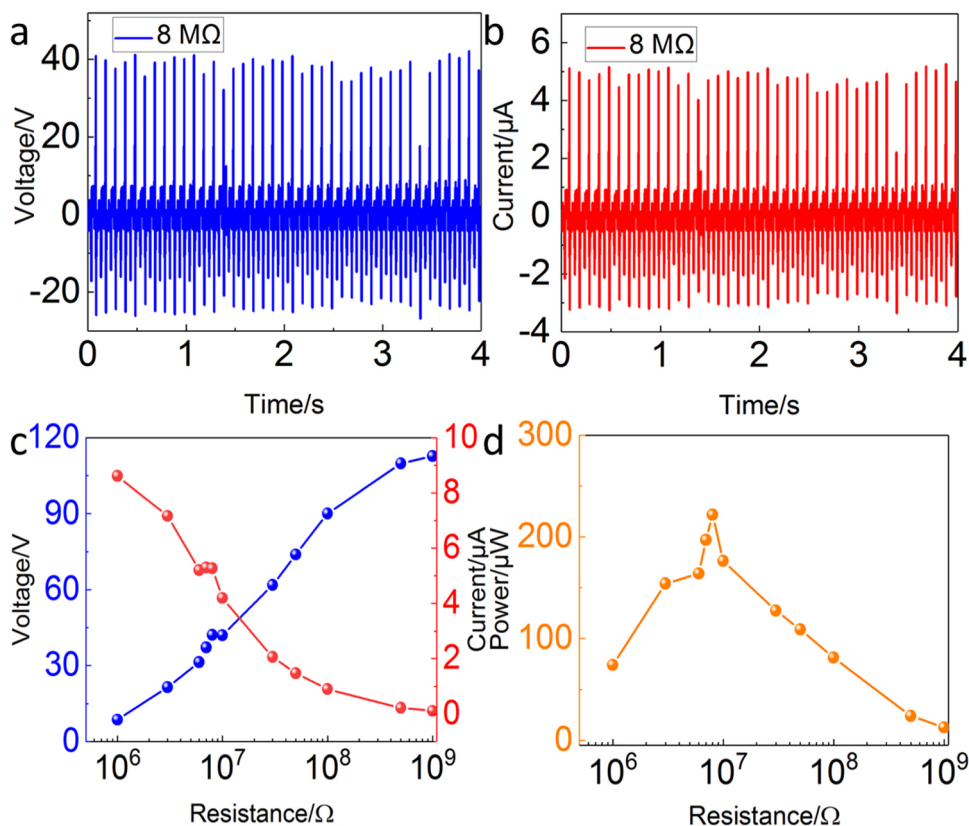 a
8 MΩ
40
20
0
-20
Voltage/V
0 1 2 3 4
Time/s
b
8 MΩ
6
4
2
0
-2
-4
Current/μA
0 1 2 3 4
Time/s
c
120
90
60
30
0
Voltage/V
10
8
6
4
2
0
Current/μA
10⁶ 10⁷ 10⁸ 10⁹
Resistance/Ω
d
300
200
100
0
Power/μW
10⁶ 10⁷ 10⁸ 10⁹
Resistance/Ω